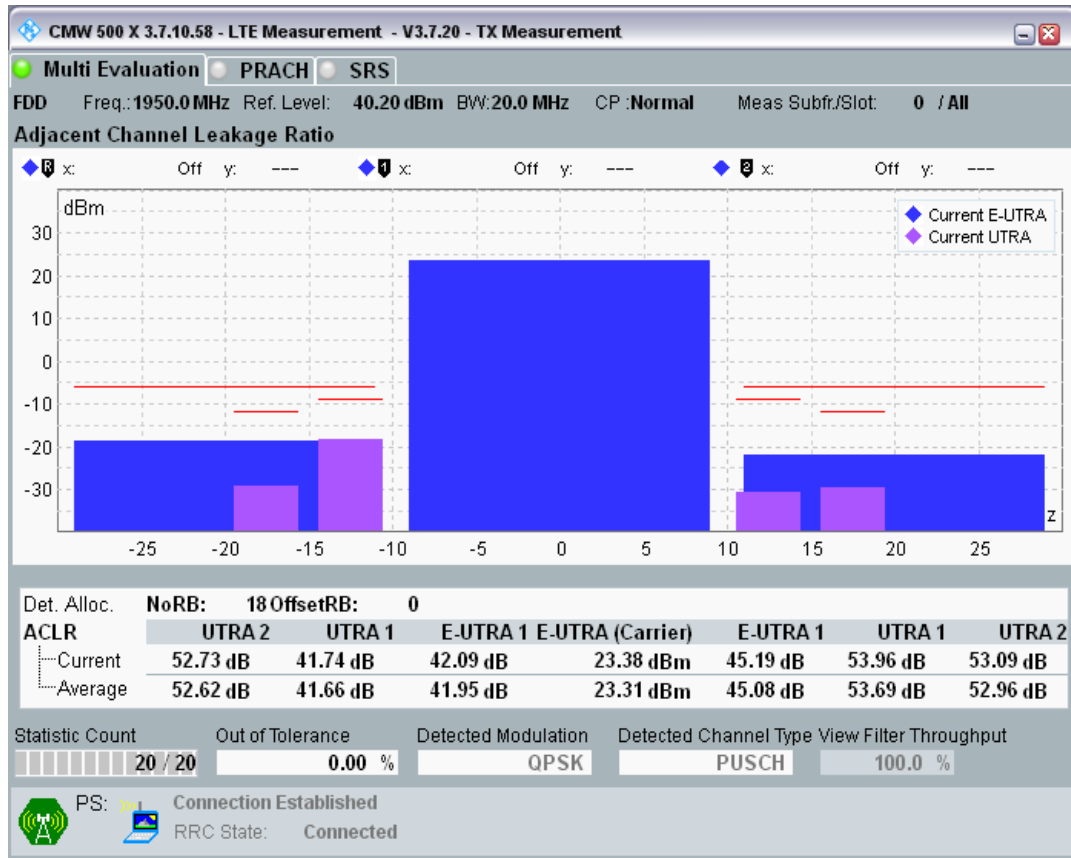 CMW 500 X 3.7.10.58 - LTE Measurement - V3.7.20 - TX Measurement
Multi Evaluation PRACH SRS
FDD Freq.:1950.0 MHz Ref. Level: 40.20 dBm BW:20.0 MHz CP :Normal Meas Subfr./Slot: 0 / All
Adjacent Channel Leakage Ratio
R x: Off y: --- 1 x: Off y: --- 2 x: Off y: ---
dBm
Current E-UTRA
Current UTRA
30
20
10
0
-10
-20
-30
z
-25 -20 -15 -10 -5 0 5 10 15 20 25
Det. Alloc. NoRB: 18 OffsetRB: 0
ACLR UTRA 2 UTRA 1 E-UTRA 1 E-UTRA (Carrier) E-UTRA 1 UTRA 1 UTRA 2
Current 52.73 dB 41.74 dB 42.09 dB 23.38 dBm 45.19 dB 53.96 dB 53.09 dB
Average 52.62 dB 41.66 dB 41.95 dB 23.31 dBm 45.08 dB 53.69 dB 52.96 dB
Statistic Count Out of Tolerance Detected Modulation Detected Channel Type View Filter Throughput
20 / 20 0.00 % QPSK PUSCH 100.0 %
PS: Connection Established
RRC State: Connected